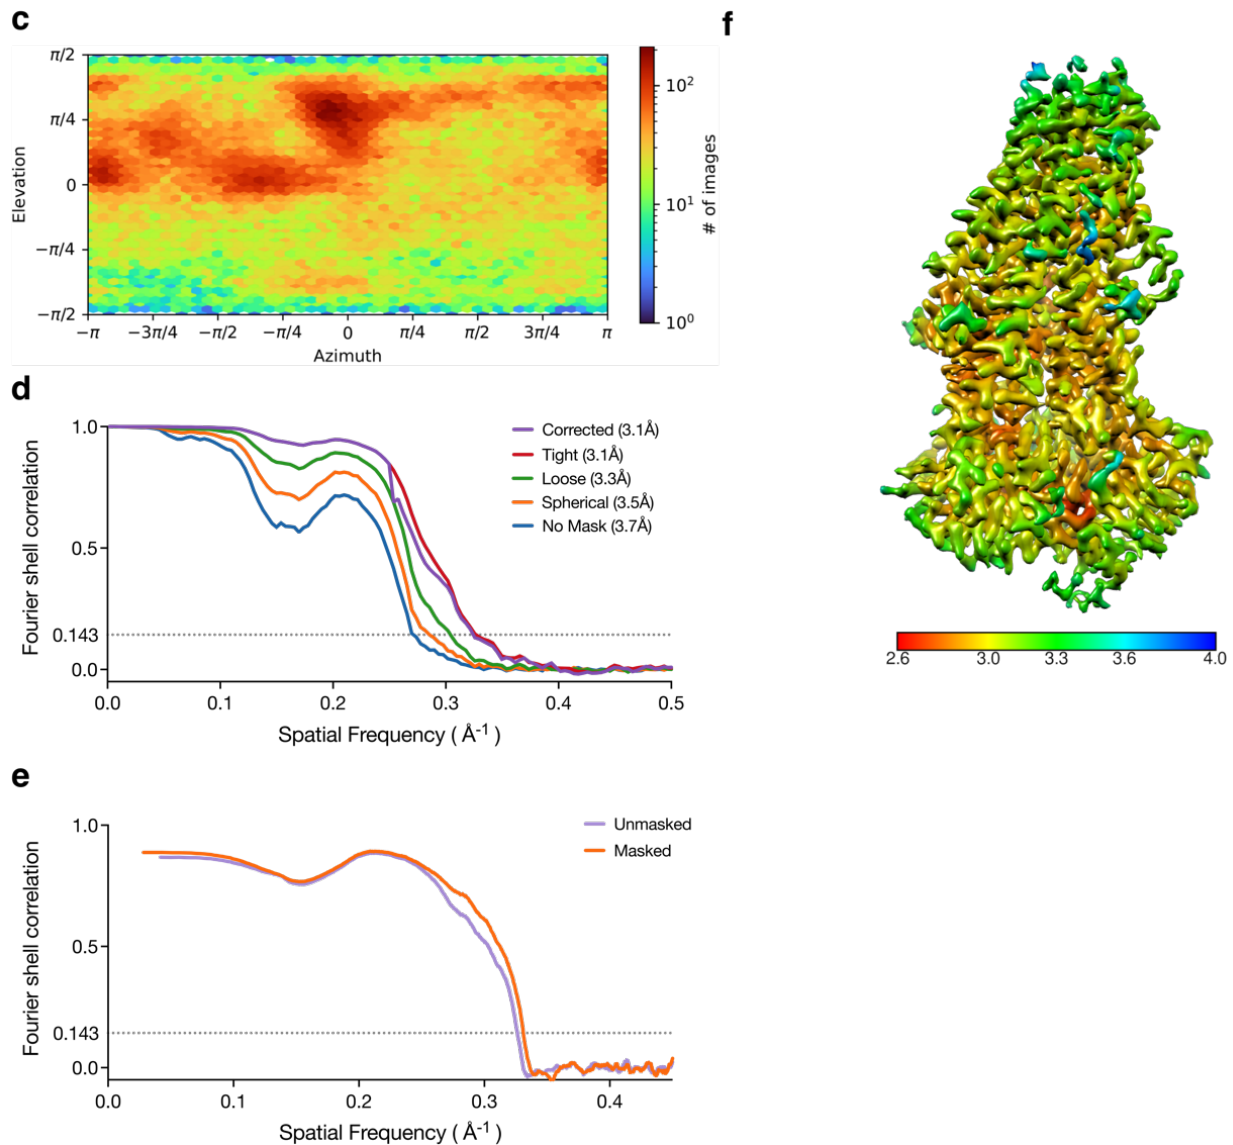 c
π/2
π/4
0
−π/4
−π/2
Elevation
−π
−3π/4
−π/2
−π/4
0
π/4
π/2
3π/4
π
Azimuth
10²
10¹
10⁰
# of images
d
1.0
0.5
0.143
0.0
Fourier shell correlation
Corrected (3.1Å)
Tight (3.1Å)
Loose (3.3Å)
Spherical (3.5Å)
No Mask (3.7Å)
0.0
0.1
0.2
0.3
0.4
0.5
Spatial Frequency ( Å⁻¹ )
e
1.0
0.5
0.143
0.0
Fourier shell correlation
Unmasked
Masked
0.0
0.1
0.2
0.3
0.4
Spatial Frequency ( Å⁻¹ )
f
2.6
3.0
3.3
3.6
4.0